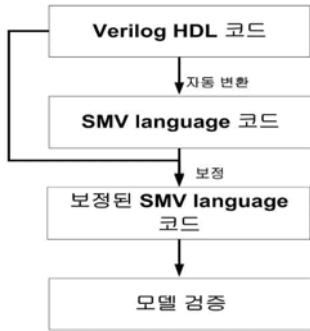 Verilog HDL 코드
자동 변환
SMV language 코드
보정
보정된 SMV language
코드
모델 검증